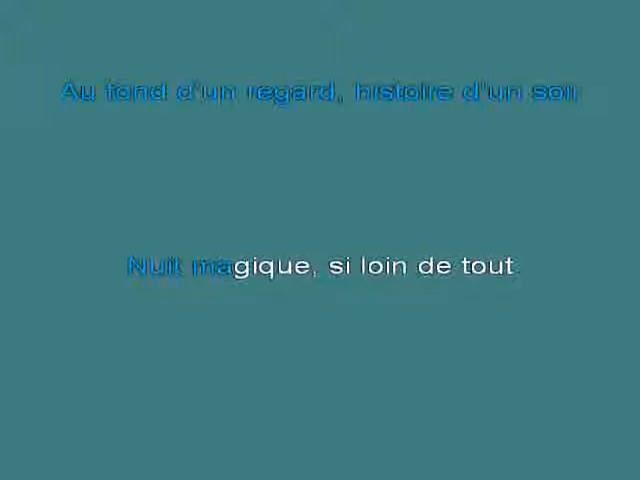 Au fond d'un regard, histoire d'un soir
Nuit magique, si loin de tout